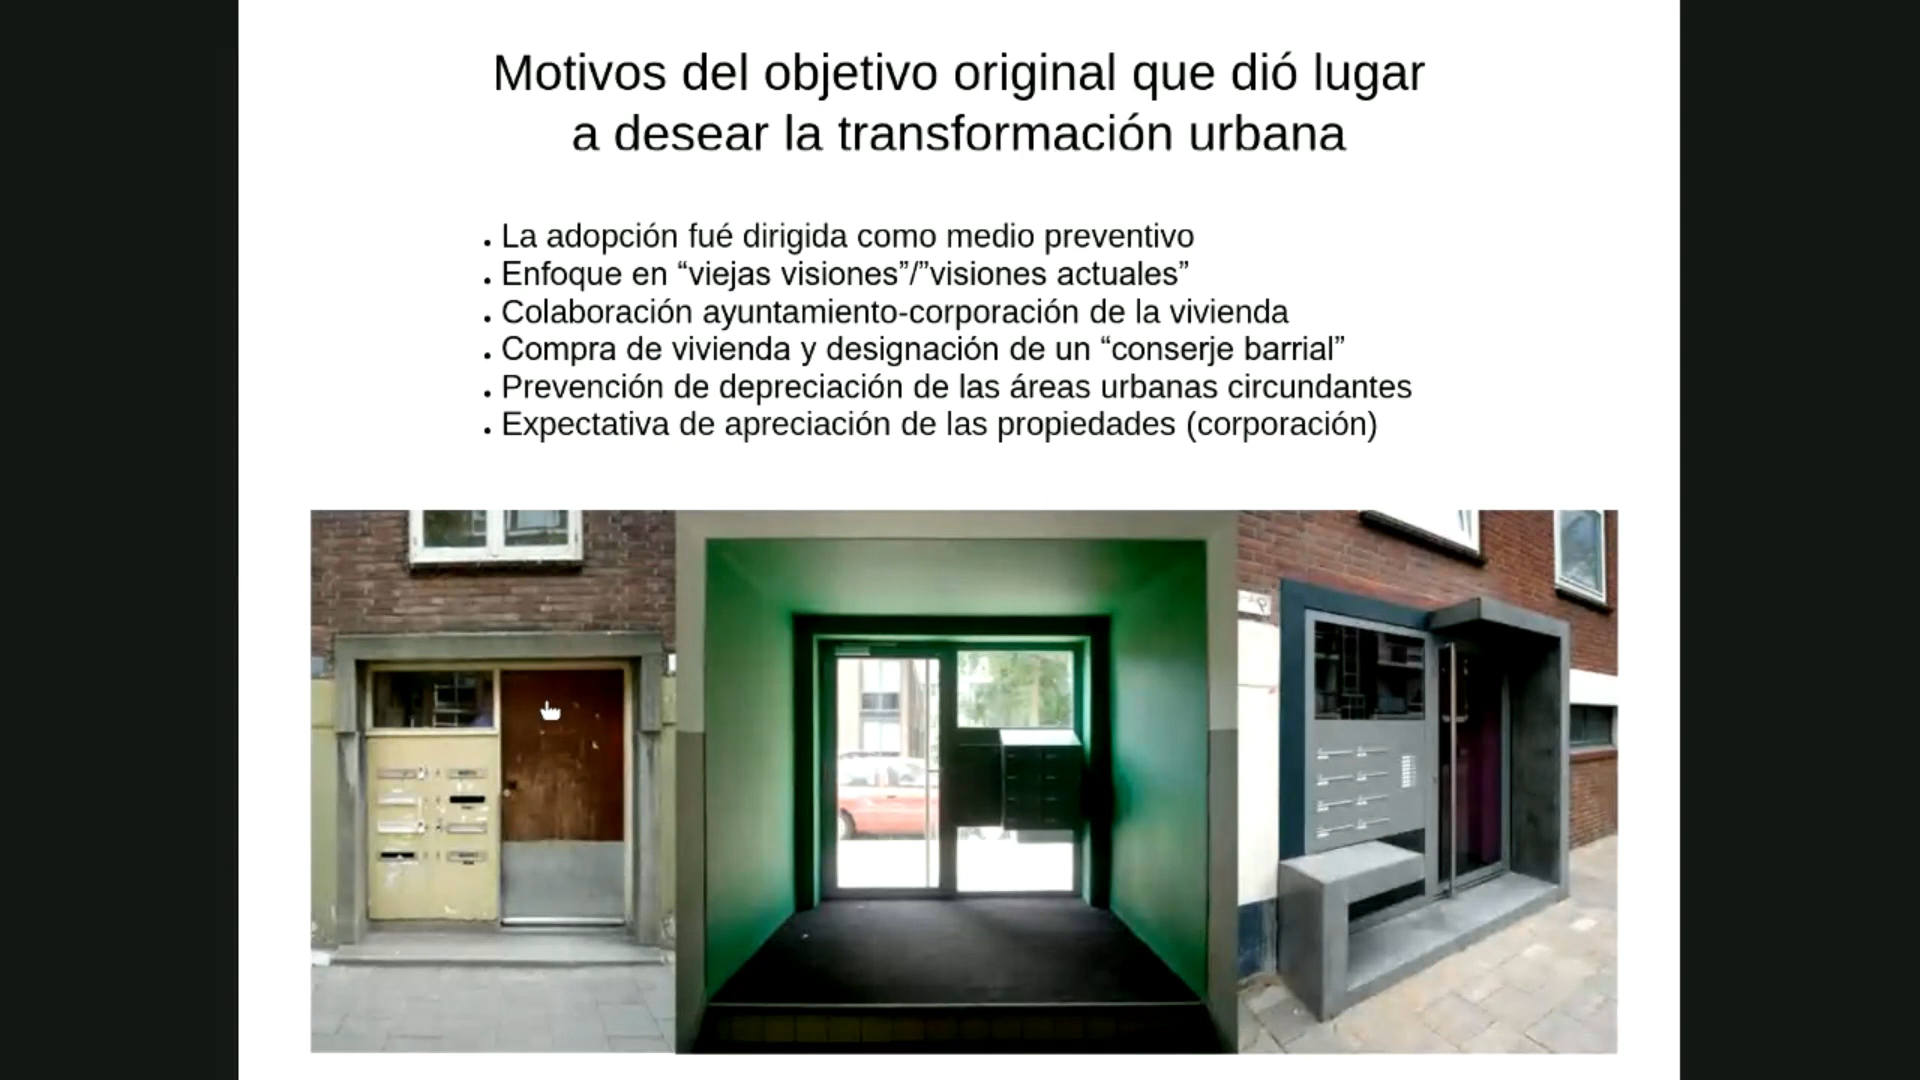 Motivos del objetivo original que dió lugar
a desear la transformación urbana
. La adopción fué dirigida como medio preventivo
. Enfoque en “viejas visiones”/”visiones actuales”
. Colaboración ayuntamiento-corporación de la vivienda
. Compra de vivienda y designación de un “conserje barrial”
. Prevención de depreciación de las áreas urbanas circundantes
. Expectativa de apreciación de las propiedades (corporación)